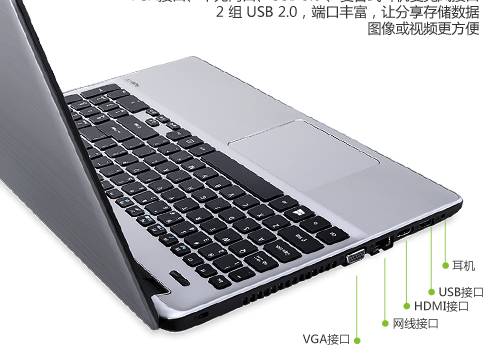 2 组 USB 2.0，端口丰富，让分享存储数据
图像或视频更方便
耳机
USB接口
HDMI接口
网线接口
VGA接口